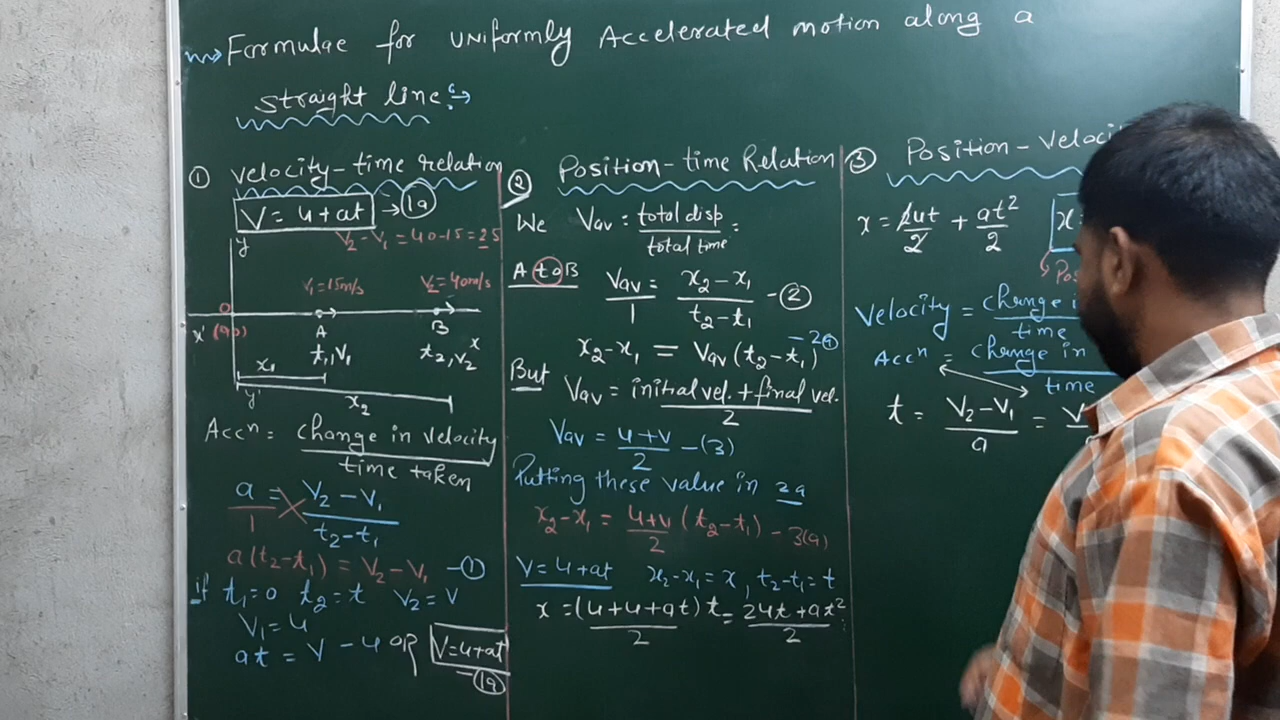 Formulae for uniformly Accelerated motion along a
straight line :→
① velocity-time relation
V = u+at → 1a
y
V₂-V₁ = 40-15 = 25
V₁=15m/s V₂=40m/s
O
x' (0,0) A B x
t₁,V₁ t₂,V₂
x₁
y' x₂
Accⁿ = change in velocity / time taken
a/1 = V₂-V₁ / t₂-t₁
a(t₂-t₁) = V₂-V₁ -①
if t₁=0 t₂=t V₂=V
V₁=u
at = V-u OR V=u+at
-1a
② Position-time Relation
We Vav = total disp / total time =
A to B Vav/1 = x₂-x₁ / t₂-t₁ -②
x₂-x₁ = Vav(t₂-t₁) -2a
But Vav = initial vel. + final vel. / 2
Vav = u+v / 2 -(3)
Putting these value in 2a
x₂-x₁ = u+v / 2 (t₂-t₁) - 3(a)
V=u+at x₂-x₁=x, t₂-t₁=t
x = (u+u+at / 2) t = 2ut+at² / 2
③ Position-Veloci
x = 2ut/2 + at²/2 x=
Pos
Velocity = change i / time
Accⁿ = change in / time
t = V₂-V₁ / a = V